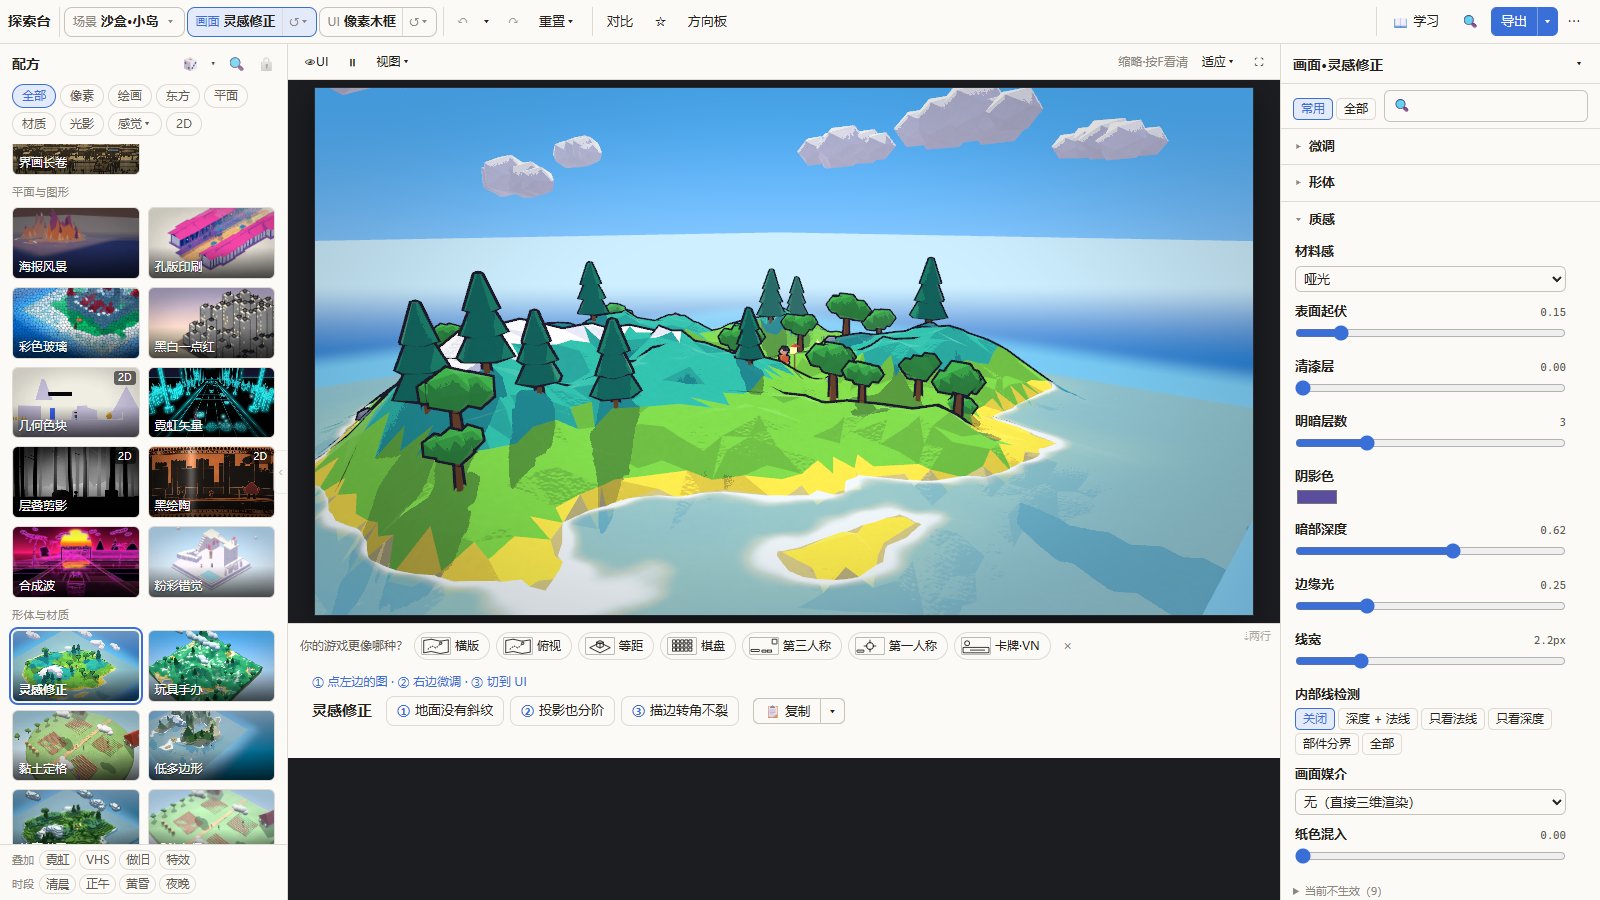 探索台 场景 沙盒•小岛 画面 灵感修正 UI 像素木框 重置 对比 方向板 学习 导出
配方
全部 像素 绘画 东方 平面
材质 光影 感觉 2D
界画长卷
平面与图形
海报风景 孔版印刷
彩色玻璃 黑白一点红
2D
几何色块 霓虹矢量
2D 2D
层叠剪影 黑绘陶
合成波 粉彩错觉
形体与材质
灵感修正 玩具手办
黏土定格 低多边形
叠加 霓虹 VHS 做旧 特效
时段 清晨 正午 黄昏 夜晚
UI 视图 缩略·按F看清 适应
你的游戏更像哪种? 横版 俯视 等距 棋盘 第三人称 第一人称 卡牌·VN × ↓两行
① 点左边的图 · ② 右边微调 · ③ 切到 UI
灵感修正 ① 地面没有斜纹 ② 投影也分阶 ③ 描边转角不裂 复制
画面•灵感修正
常用 全部
微调
形体
质感
材料感
哑光
表面起伏 0.15
清漆层 0.00
明暗层数 3
阴影色
暗部深度 0.62
边缘光 0.25
线宽 2.2px
内部线检测
关闭 深度 + 法线 只看法线 只看深度
部件分界 全部
画面媒介
无（直接三维渲染）
纸色混入 0.00
当前不生效（9）